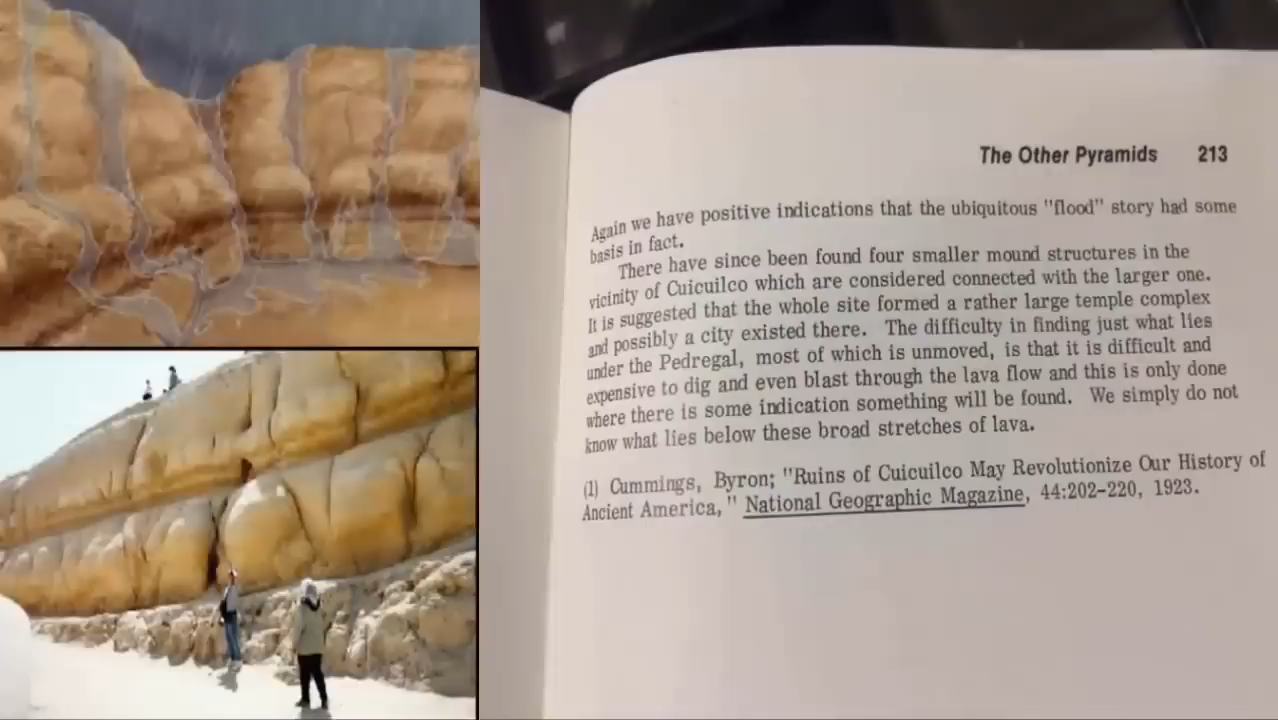 The Other Pyramids 213
Again we have positive indications that the ubiquitous "flood" story had some
basis in fact.
There have since been found four smaller mound structures in the
vicinity of Cuicuilco which are considered connected with the larger one.
It is suggested that the whole site formed a rather large temple complex
and possibly a city existed there. The difficulty in finding just what lies
under the Pedregal, most of which is unmoved, is that it is difficult and
expensive to dig and even blast through the lava flow and this is only done
where there is some indication something will be found. We simply do not
know what lies below these broad stretches of lava.
(1) Cummings, Byron; "Ruins of Cuicuilco May Revolutionize Our History of
Ancient America," National Geographic Magazine, 44:202-220, 1923.